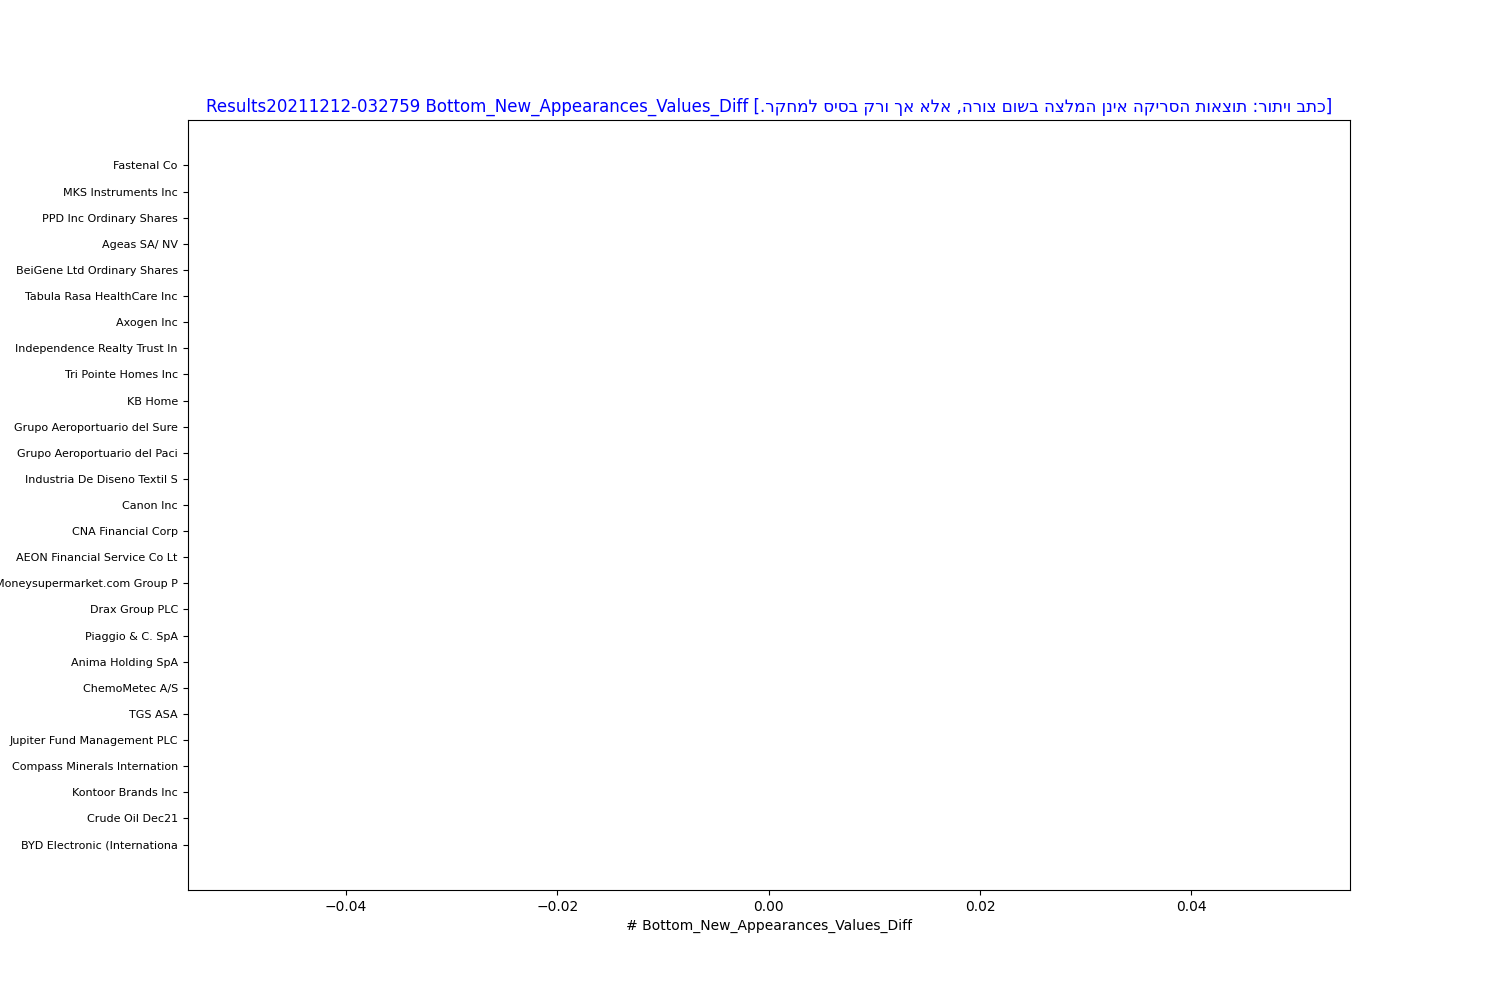 Results20211212-032759 Bottom_New_Appearances_Values_Diff [כתב ויתור: תוצאות הסריקה אינן המלצה בשום צורה, אלא אך ורק בסיס למחקר.]
Fastenal Co
MKS Instruments Inc
PPD Inc Ordinary Shares
Ageas SA/ NV
BeiGene Ltd Ordinary Shares
Tabula Rasa HealthCare Inc
Axogen Inc
Independence Realty Trust In
Tri Pointe Homes Inc
KB Home
Grupo Aeroportuario del Sure
Grupo Aeroportuario del Paci
Industria De Diseno Textil S
Canon Inc
CNA Financial Corp
AEON Financial Service Co Lt
Moneysupermarket.com Group P
Drax Group PLC
Piaggio & C. SpA
Anima Holding SpA
ChemoMetec A/S
TGS ASA
Jupiter Fund Management PLC
Compass Minerals Internation
Kontoor Brands Inc
Crude Oil Dec21
BYD Electronic (Internationa
−0.04 −0.02 0.00 0.02 0.04
# Bottom_New_Appearances_Values_Diff